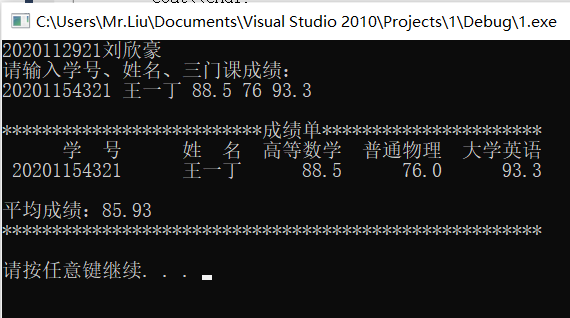 C:\Users\Mr.Liu\Documents\Visual Studio 2010\Projects\1\Debug\1.exe
2020112921刘欣豪
请输入学号、姓名、三门课成绩：
20201154321 王一丁 88.5 76 93.3
**************************成绩单**********************
学 号 姓 名 高等数学 普通物理 大学英语
20201154321 王一丁 88.5 76.0 93.3
平均成绩：85.93
******************************************************
请按任意键继续. . .